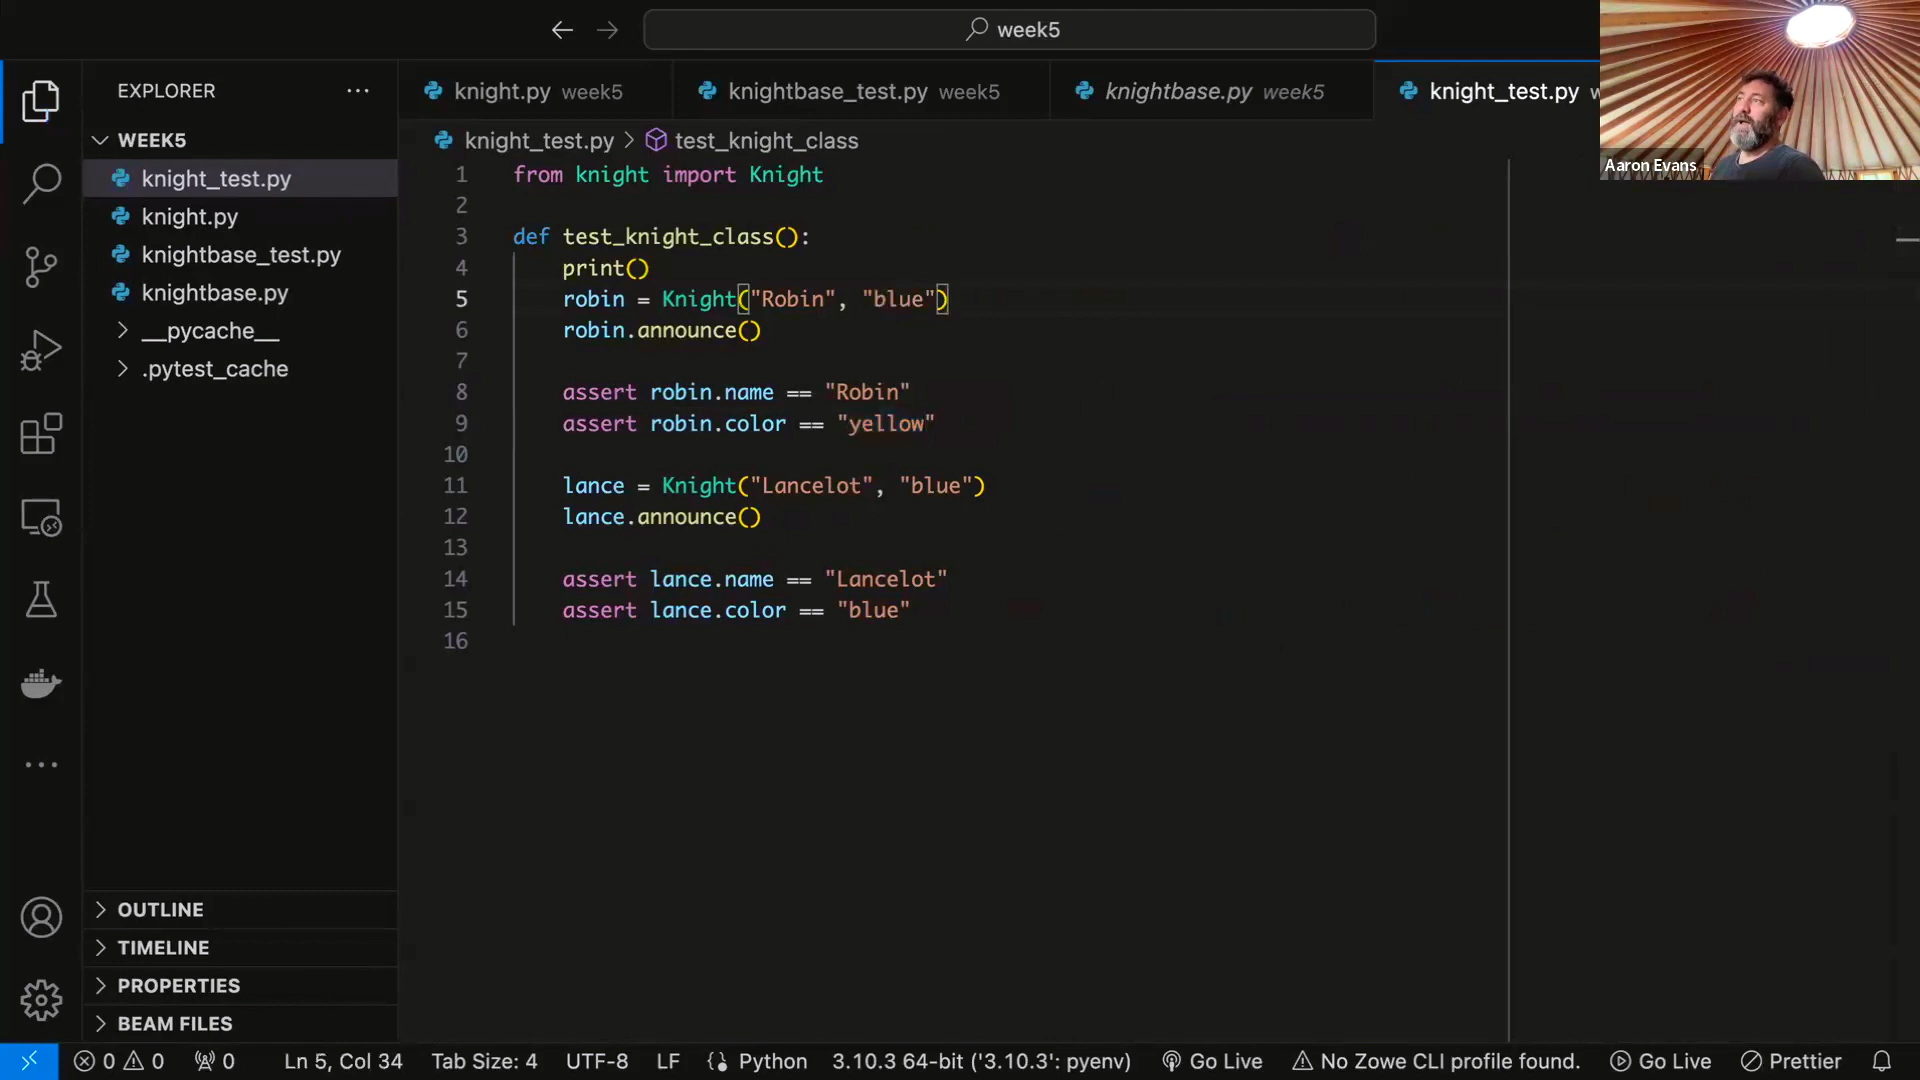 week5
EXPLORER
knight.py week5
knightbase_test.py week5
knightbase.py week5
knight_test.py
Aaron Evans
WEEK5
knight_test.py
knight.py
knightbase_test.py
knightbase.py
__pycache__
.pytest_cache
knight_test.py > test_knight_class
1 from knight import Knight
2
3 def test_knight_class():
4 print()
5 robin = Knight("Robin", "blue")
6 robin.announce()
7
8 assert robin.name == "Robin"
9 assert robin.color == "yellow"
10
11 lance = Knight("Lancelot", "blue")
12 lance.announce()
13
14 assert lance.name == "Lancelot"
15 assert lance.color == "blue"
16
OUTLINE
TIMELINE
PROPERTIES
BEAM FILES
0 0 0 Ln 5, Col 34 Tab Size: 4 UTF-8 LF Python 3.10.3 64-bit ('3.10.3': pyenv) Go Live No Zowe CLI profile found. Go Live Prettier